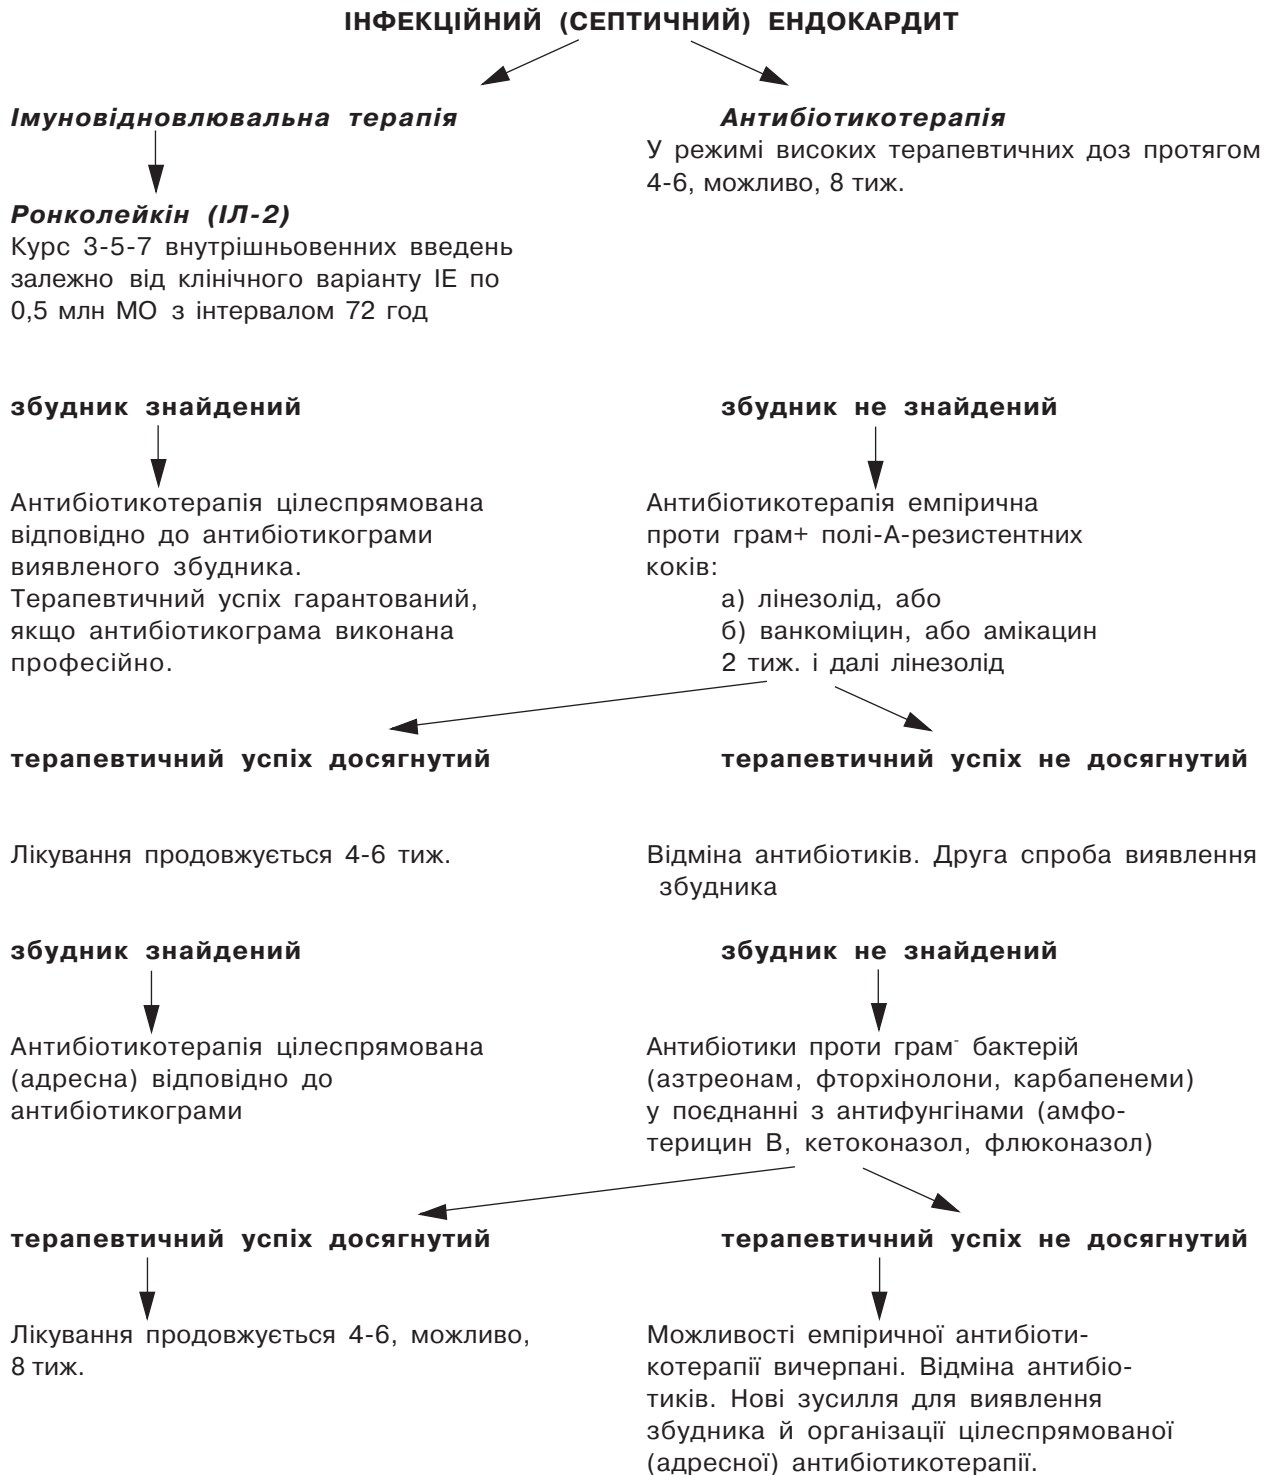 ІНФЕКЦІЙНИЙ (СЕПТИЧНИЙ) ЕНДОКАРДИТ
Імуновідновлювальна терапія
Ронколейкін (ІЛ-2)
Курс 3-5-7 внутрішньовенних введень
залежно від клінічного варіанту ІЕ по
0,5 млн МО з інтервалом 72 год
Антибіотикотерапія
У режимі високих терапевтичних доз протягом
4-6, можливо, 8 тиж.
збудник знайдений
Антибіотикотерапія цілеспрямована
відповідно до антибіотикограми
виявленого збудника.
Терапевтичний успіх гарантований,
якщо антибіотикограма виконана
професійно.
збудник не знайдений
Антибіотикотерапія емпірична
проти грам+ полі-А-резистентних
коків:
а) лінезолід, або
б) ванкоміцин, або амікацин
2 тиж. і далі лінезолід
терапевтичний успіх досягнутий
Лікування продовжується 4-6 тиж.
терапевтичний успіх не досягнутий
Відміна антибіотиків. Друга спроба виявлення
збудника
збудник знайдений
Антибіотикотерапія цілеспрямована
(адресна) відповідно до
антибіотикограми
збудник не знайдений
Антибіотики проти грам⁻ бактерій
(азтреонам, фторхінолони, карбапенеми)
у поєднанні з антифунгінами (амфо-
терицин В, кетоконазол, флюконазол)
терапевтичний успіх досягнутий
Лікування продовжується 4-6, можливо,
8 тиж.
терапевтичний успіх не досягнутий
Можливості емпіричної антибіоти-
котерапії вичерпані. Відміна антибіо-
тиків. Нові зусилля для виявлення
збудника й організації цілеспрямованої
(адресної) антибіотикотерапії.